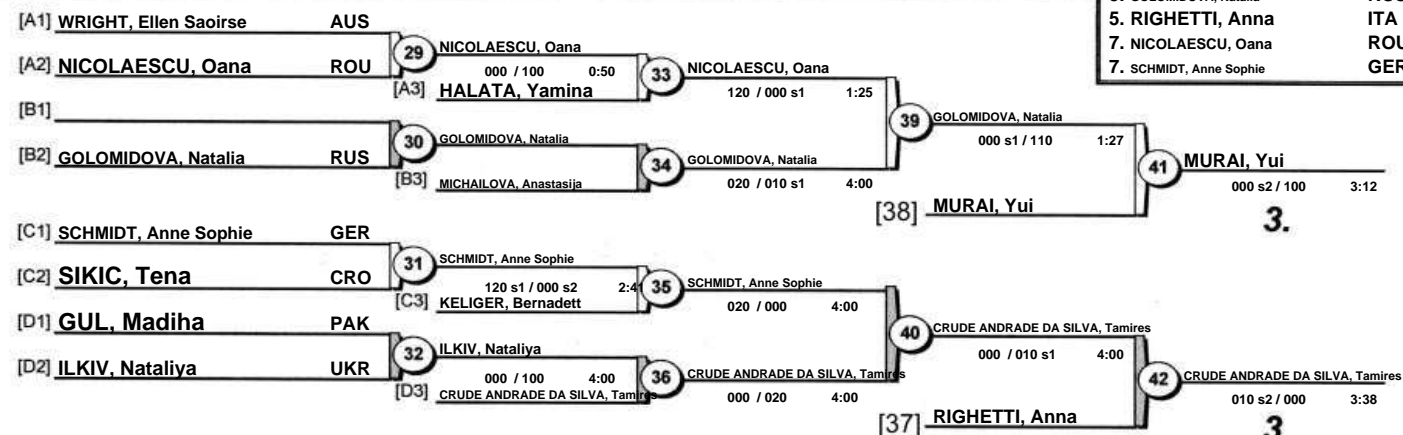 5. RIGHETTI, Anna ITA
7. NICOLAESCU, Oana ROU
7. SCHMIDT, Anne Sophie GER
[A1] WRIGHT, Ellen Saoirse AUS
29 NICOLAESCU, Oana
[A2] NICOLAESCU, Oana ROU
000 / 100 0:50
33 NICOLAESCU, Oana
[A3] HALATA, Yamina
120 / 000 s1 1:25
[B1]
39 GOLOMIDOVA, Natalia
30 GOLOMIDOVA, Natalia
000 s1 / 110 1:27
[B2] GOLOMIDOVA, Natalia RUS
34 GOLOMIDOVA, Natalia
41 MURAI, Yui
[B3] MICHAILOVA, Anastasija
020 / 010 s1 4:00
000 s2 / 100 3:12
[38] MURAI, Yui
3.
[C1] SCHMIDT, Anne Sophie GER
31 SCHMIDT, Anne Sophie
[C2] SIKIC, Tena CRO
120 s1 / 000 s2 2:41
35 SCHMIDT, Anne Sophie
[C3] KELIGER, Bernadett
020 / 000 4:00
[D1] GUL, Madiha PAK
40 CRUDE ANDRADE DA SILVA, Tamires
32 ILKIV, Nataliya
000 / 010 s1 4:00
[D2] ILKIV, Nataliya UKR
000 / 100 4:00
36 CRUDE ANDRADE DA SILVA, Tamires
42 CRUDE ANDRADE DA SILVA, Tamires
[D3] CRUDE ANDRADE DA SILVA, Tamires
000 / 020 4:00
010 s2 / 000 3:38
[37] RIGHETTI, Anna
3